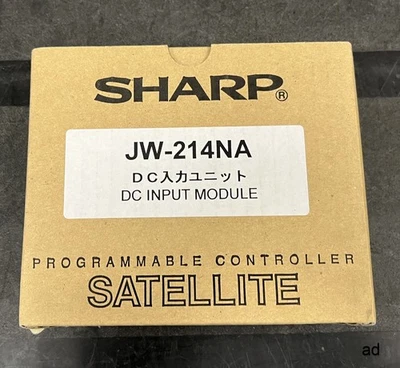 SHARP®
JW-214NA
DC入力ユニット
DC INPUT MODULE
PROGRAMMABLE CONTROLLER
SATELLITE
ad